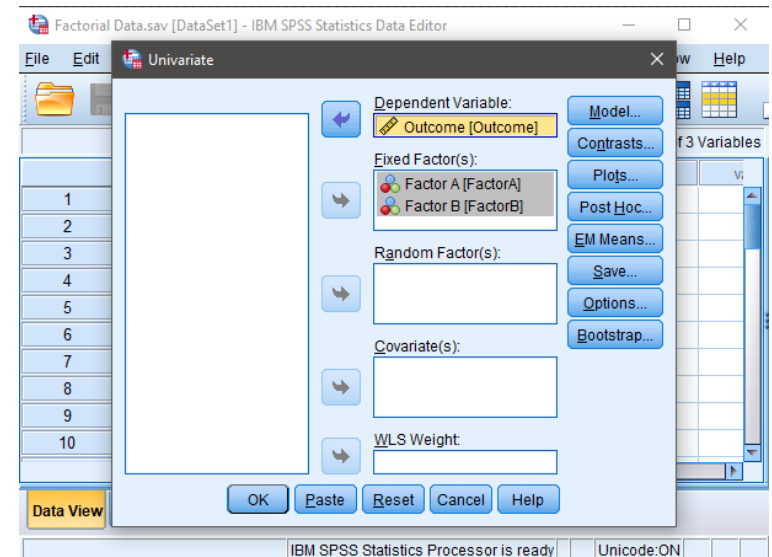 Factorial Data.sav [DataSet1] - IBM SPSS Statistics Data Editor
File Edit
Help
Univariate
Dependent Variable:
Outcome [Outcome]
Fixed Factor(s):
Factor A [FactorA]
Factor B [FactorB]
Random Factor(s):
Covariate(s):
WLS Weight:
Model...
Contrasts...
Plots...
Post Hoc...
EM Means...
Save...
Options...
Bootstrap...
OK Paste Reset Cancel Help
3 Variables
1
2
3
4
5
6
7
8
9
10
Data View
IBM SPSS Statistics Processor is ready Unicode:ON